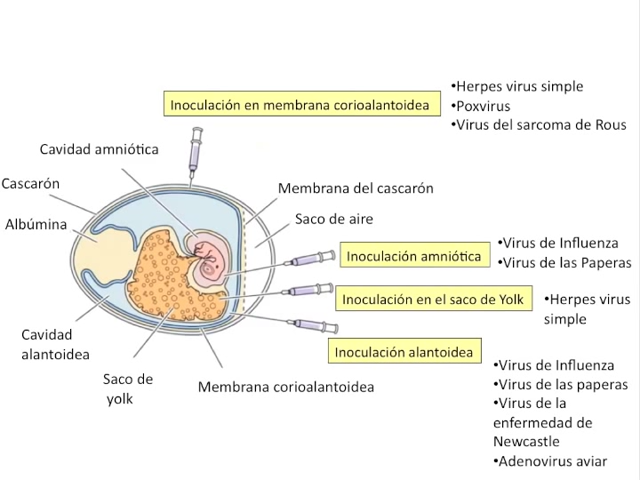 Inoculación en membrana corioalantoidea
•Herpes virus simple
•Poxvirus
•Virus del sarcoma de Rous
Cavidad amniótica
Cascarón
Albúmina
Membrana del cascarón
Saco de aire
Inoculación amniótica
•Virus de Influenza
•Virus de las Paperas
Inoculación en el saco de Yolk
•Herpes virus
simple
Inoculación alantoidea
•Virus de Influenza
•Virus de las paperas
•Virus de la
enfermedad de
Newcastle
•Adenovirus aviar
Cavidad
alantoidea
Saco de
yolk
Membrana corioalantoidea